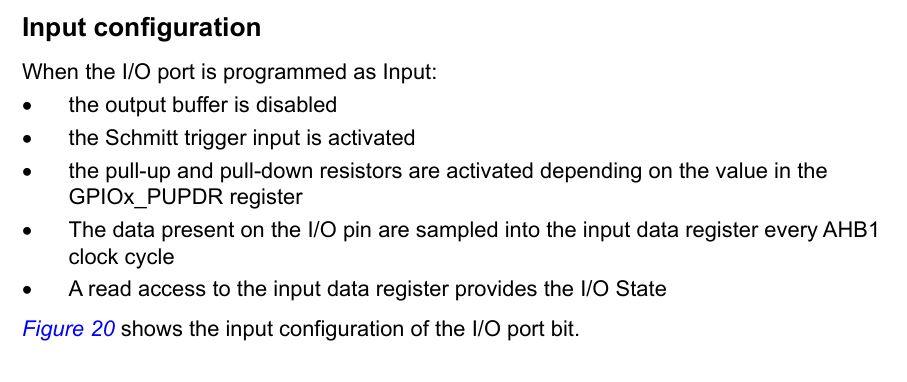 Input configuration
When the I/O port is programmed as Input:
• the output buffer is disabled
• the Schmitt trigger input is activated
• the pull-up and pull-down resistors are activated depending on the value in the
GPIOx_PUPDR register
• The data present on the I/O pin are sampled into the input data register every AHB1
clock cycle
• A read access to the input data register provides the I/O State
Figure 20 shows the input configuration of the I/O port bit.